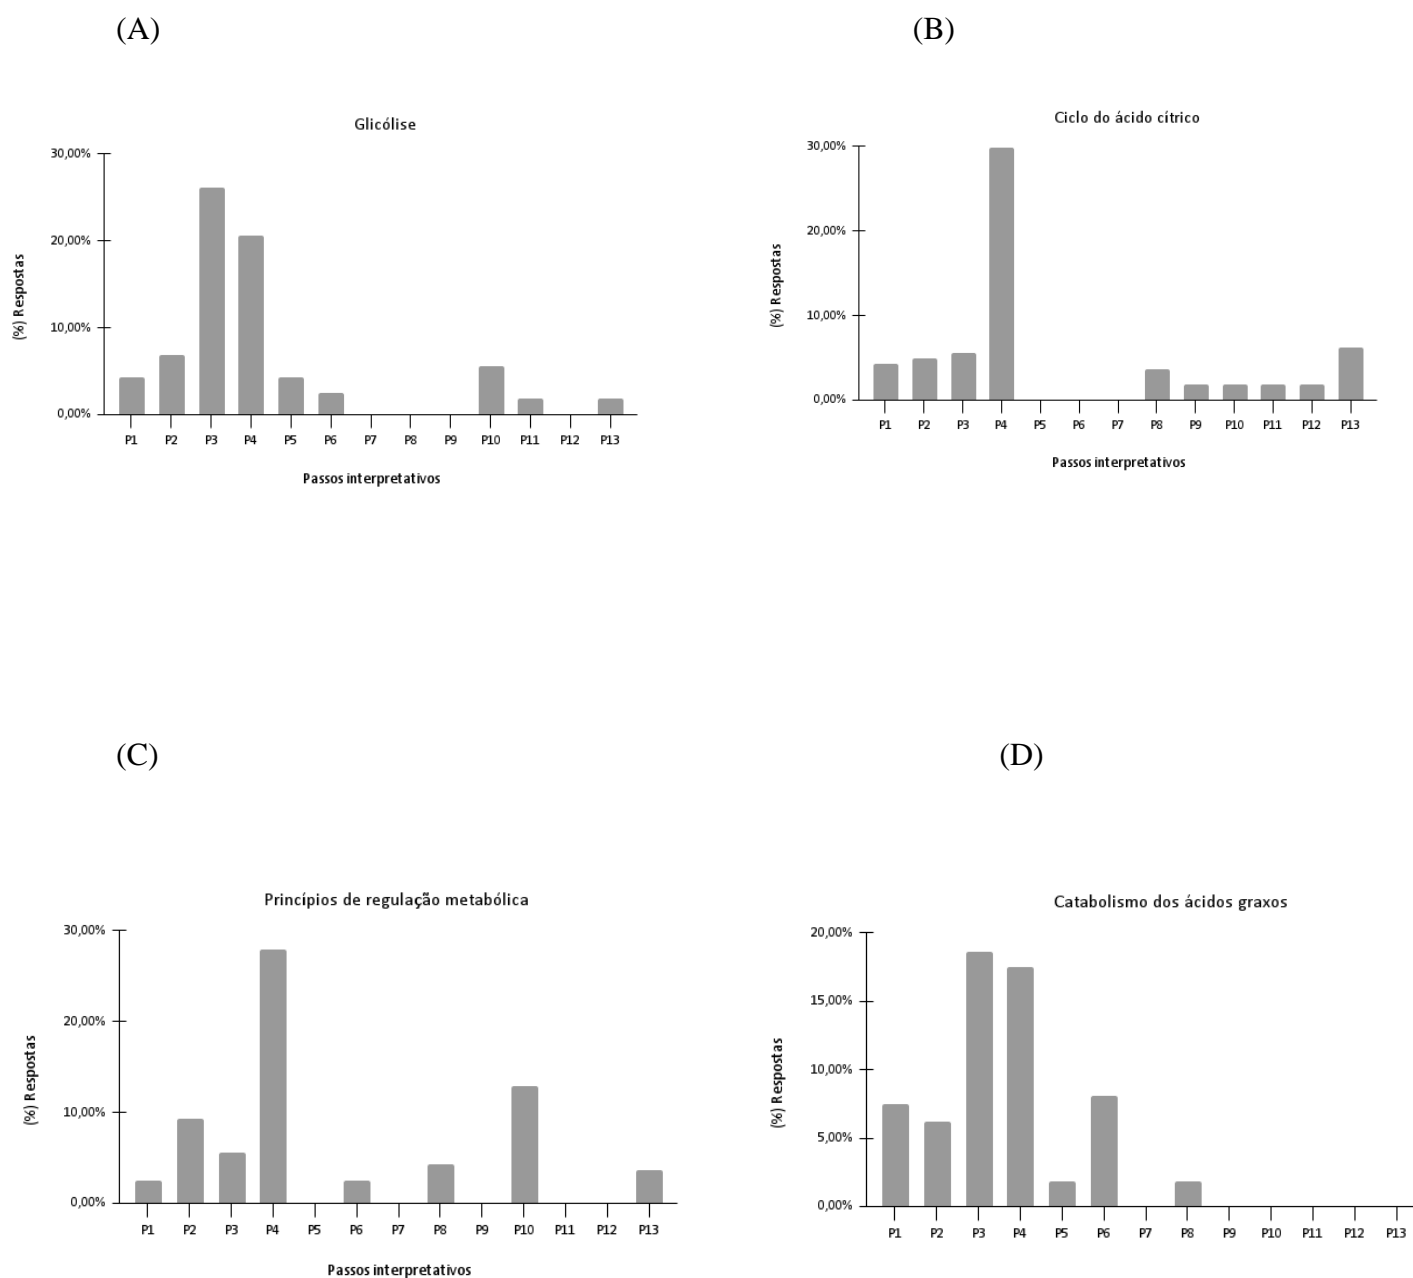 (A)
Glicólise
30,00%
20,00%
10,00%
0,00%
(%) Respostas
P1 P2 P3 P4 P5 P6 P7 P8 P9 P10 P11 P12 P13
Passos interpretativos
(B)
Ciclo do ácido cítrico
30,00%
20,00%
10,00%
0,00%
(%) Respostas
P1 P2 P3 P4 P5 P6 P7 P8 P9 P10 P11 P12 P13
Passos interpretativos
(C)
Princípios de regulação metabólica
30,00%
20,00%
10,00%
0,00%
(%) Respostas
P1 P2 P3 P4 P5 P6 P7 P8 P9 P10 P11 P12 P13
Passos interpretativos
(D)
Catabolismo dos ácidos graxos
20,00%
15,00%
10,00%
5,00%
0,00%
(%) Respostas
P1 P2 P3 P4 P5 P6 P7 P8 P9 P10 P11 P12 P13